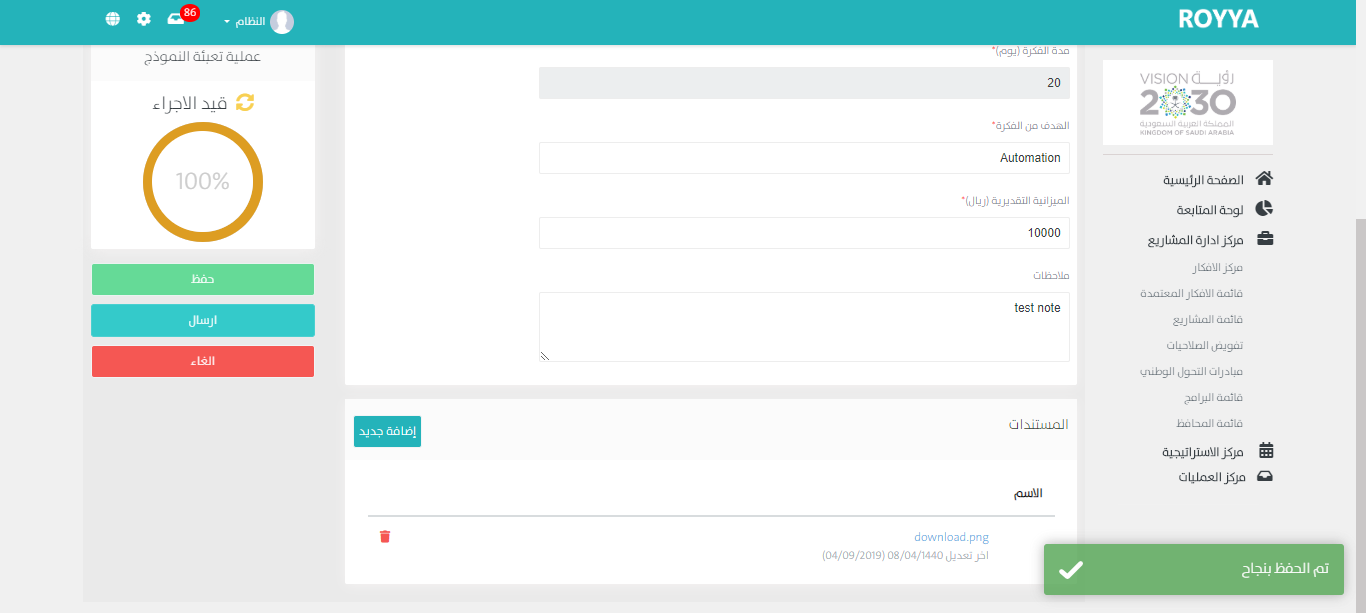 ROYYA
النظام
86
رؤيــة VISION
2030
المملكة العربية السعودية
KINGDOM OF SAUDI ARABIA
الصفحة الرئيسية
لوحة المتابعة
مركز ادارة المشاريع
مركز الافكار
قائمة الافكار المعتمدة
قائمة المشاريع
تفويض الصلاحيات
مبادرات التحول الوطني
قائمة البرامج
قائمة المحافظ
مركز الاستراتيجية
مركز العمليات
مدة الفكرة (يوم)*
20
الهدف من الفكرة*
Automation
الميزانية التقديرية (ريال)*
10000
ملاحظات
test note
المستندات
إضافة جديد
الاسم
download.png
اخر تعديل 08/04/1440 (04/09/2019)
عملية تعبئة النموذج
قيد الاجراء
100%
حفظ
ارسال
الغاء
تم الحفظ بنجاح